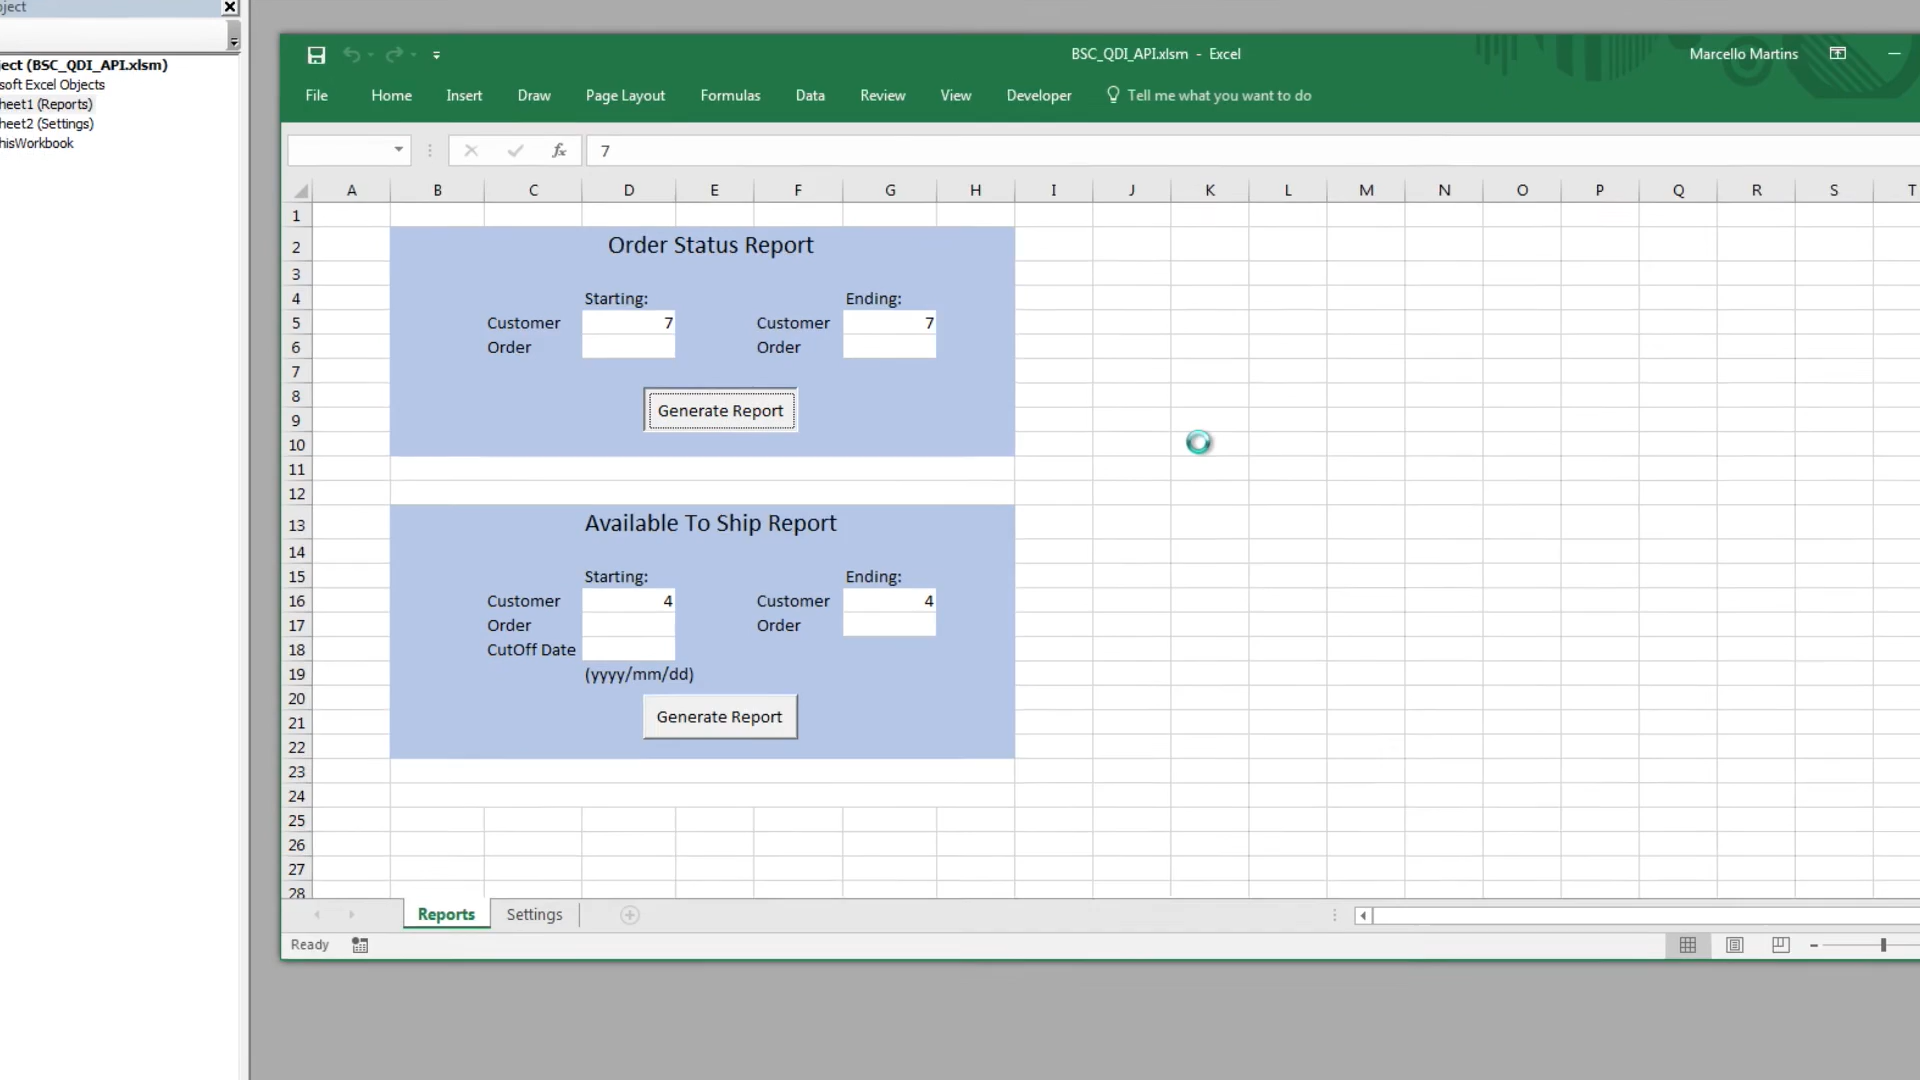 oject
ject (BSC_QDI_API.xlsm)
soft Excel Objects
heet1 (Reports)
heet2 (Settings)
hisWorkbook
BSC_QDI_API.xlsm - Excel
Marcello Martins
File Home Insert Draw Page Layout Formulas Data Review View Developer Tell me what you want to do
fx 7
A B C D E F G H I J K L M N O P Q R S T
1
2 Order Status Report
3
4 Starting: Ending:
5 Customer 7 Customer 7
6 Order Order
7
8
Generate Report
9
10
11
12
13 Available To Ship Report
14
15 Starting: Ending:
16 Customer 4 Customer 4
17 Order Order
18 CutOff Date
19 (yyyy/mm/dd)
20
Generate Report
21
22
23
24
25
26
27
28
Reports Settings
Ready